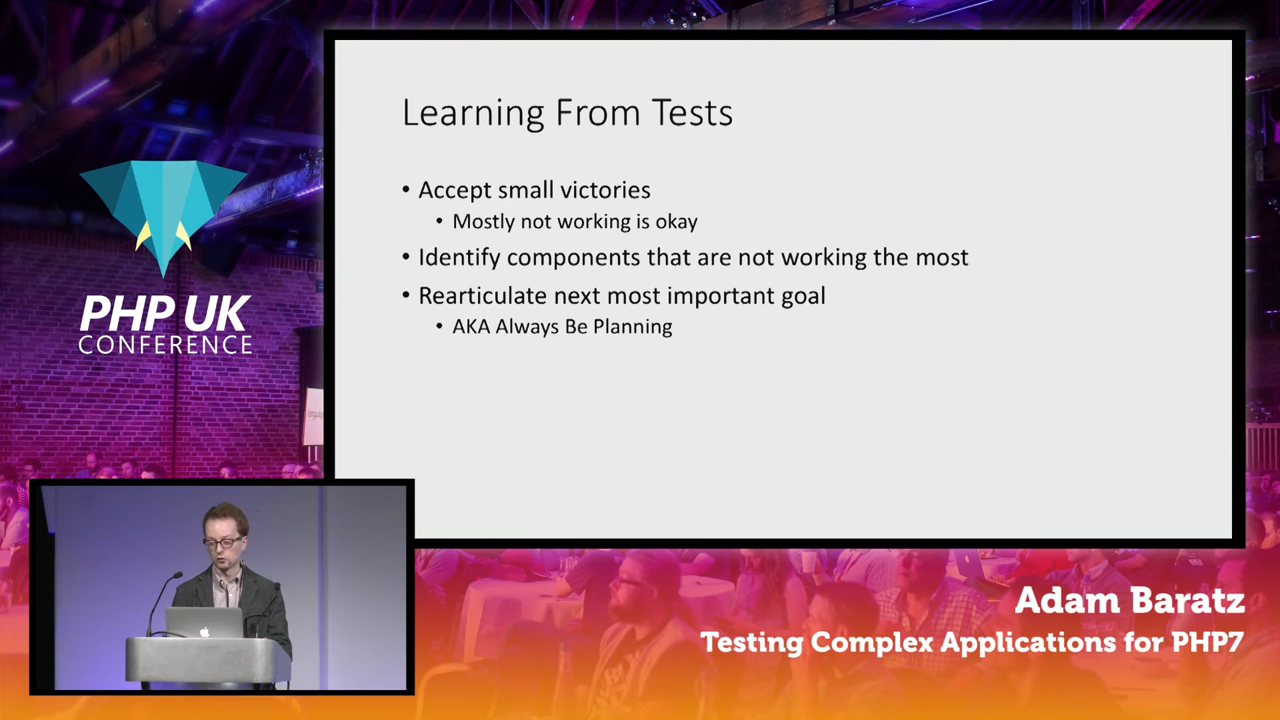 Learning From Tests
• Accept small victories
• Mostly not working is okay
• Identify components that are not working the most
• Rearticulate next most important goal
• AKA Always Be Planning
PHP UK
CONFERENCE
Adam Baratz
Testing Complex Applications for PHP7